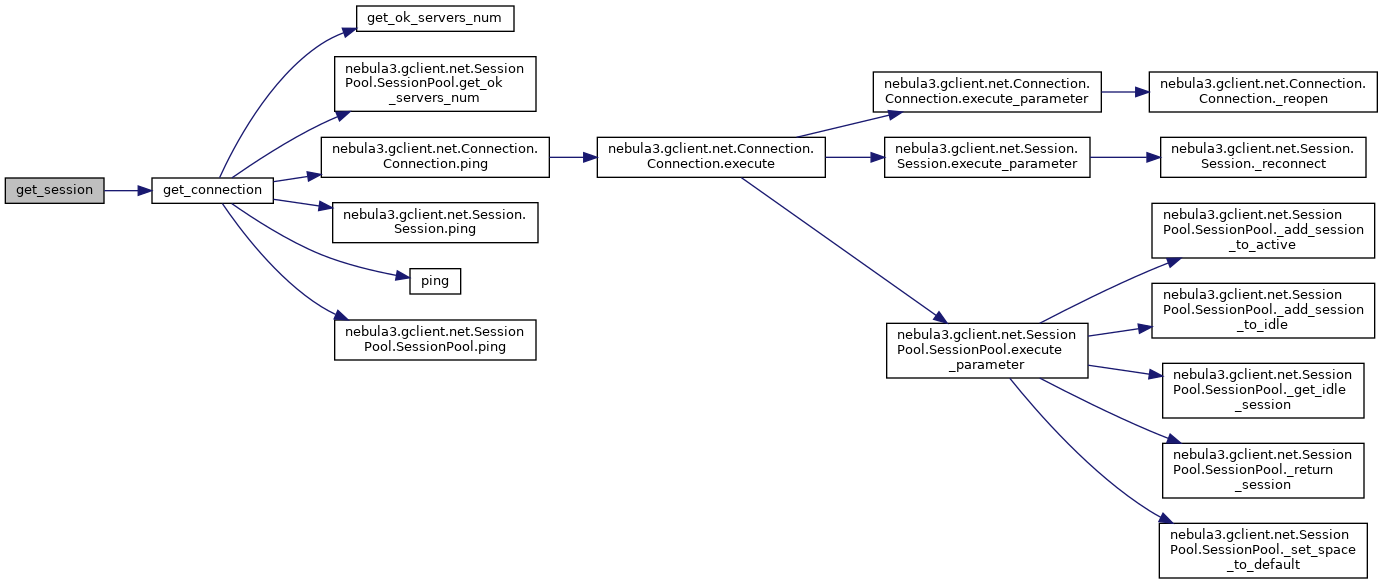 get_session
get_connection
get_ok_servers_num
nebula3.gclient.net.Session
Pool.SessionPool.get_ok
_servers_num
nebula3.gclient.net.Connection.
Connection.ping
nebula3.gclient.net.Session.
Session.ping
ping
nebula3.gclient.net.Session
Pool.SessionPool.ping
nebula3.gclient.net.Connection.
Connection.execute
nebula3.gclient.net.Connection.
Connection.execute_parameter
nebula3.gclient.net.Session.
Session.execute_parameter
nebula3.gclient.net.Session
Pool.SessionPool.execute
_parameter
nebula3.gclient.net.Connection.
Connection._reopen
nebula3.gclient.net.Session.
Session._reconnect
nebula3.gclient.net.Session
Pool.SessionPool._add_session
_to_active
nebula3.gclient.net.Session
Pool.SessionPool._add_session
_to_idle
nebula3.gclient.net.Session
Pool.SessionPool._get_idle
_session
nebula3.gclient.net.Session
Pool.SessionPool._return
_session
nebula3.gclient.net.Session
Pool.SessionPool._set_space
_to_default